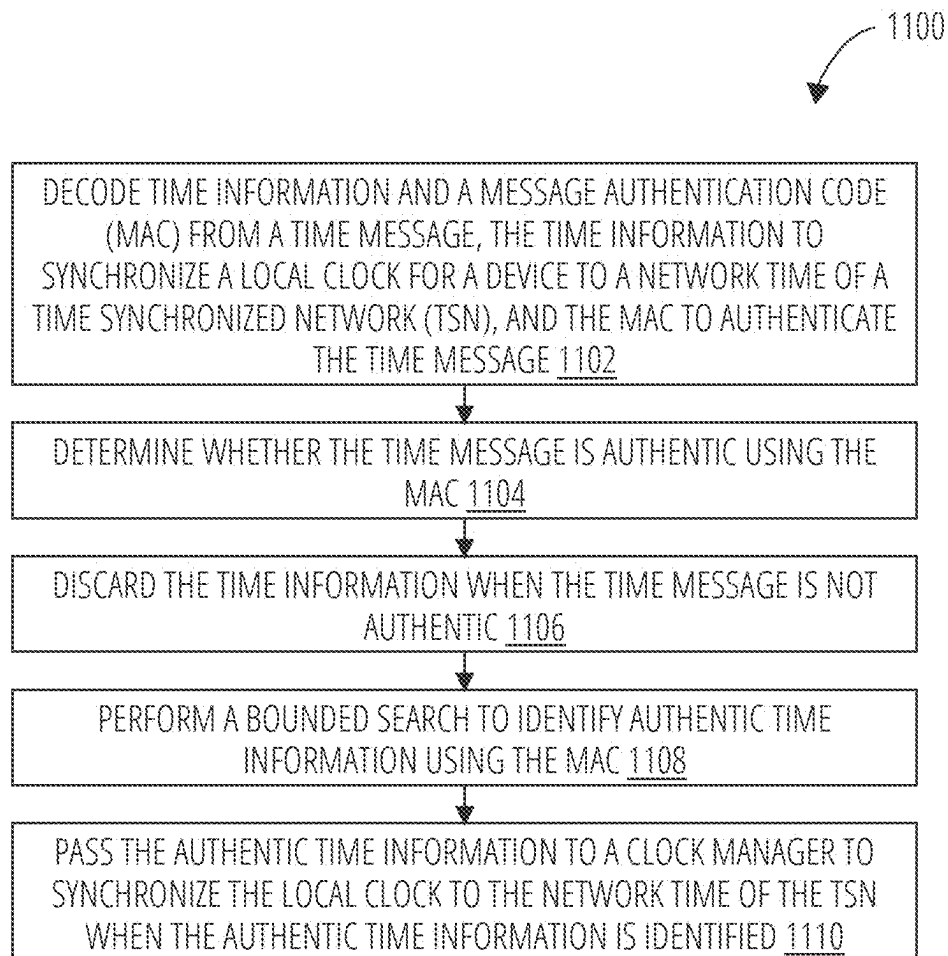 1100
DECODE TIME INFORMATION AND A MESSAGE AUTHENTICATION CODE
(MAC) FROM A TIME MESSAGE, THE TIME INFORMATION TO
SYNCHRONIZE A LOCAL CLOCK FOR A DEVICE TO A NETWORK TIME OF A
TIME SYNCHRONIZED NETWORK (TSN), AND THE MAC TO AUTHENTICATE
THE TIME MESSAGE 1102
DETERMINE WHETHER THE TIME MESSAGE IS AUTHENTIC USING THE
MAC 1104
DISCARD THE TIME INFORMATION WHEN THE TIME MESSAGE IS NOT
AUTHENTIC 1106
PERFORM A BOUNDED SEARCH TO IDENTIFY AUTHENTIC TIME
INFORMATION USING THE MAC 1108
PASS THE AUTHENTIC TIME INFORMATION TO A CLOCK MANAGER TO
SYNCHRONIZE THE LOCAL CLOCK TO THE NETWORK TIME OF THE TSN
WHEN THE AUTHENTIC TIME INFORMATION IS IDENTIFIED 1110